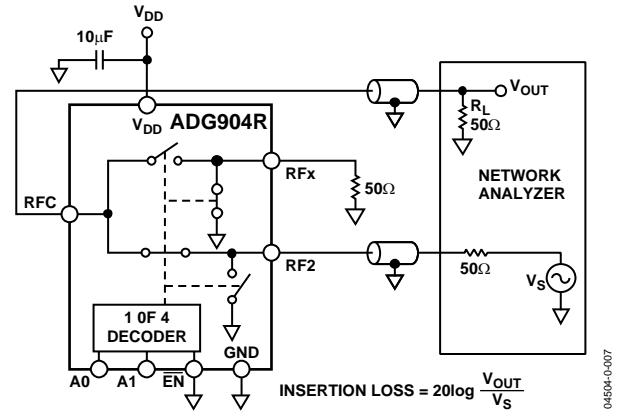 VDD
10µF
VDD
ADG904R
VOUT
RL
50Ω
RFx
50Ω
NETWORK
ANALYZER
RFC
RF2
50Ω
VS
1 0F 4
DECODER
GND
A0
A1
EN
INSERTION LOSS = 20log VOUT
VS
04504-0-007